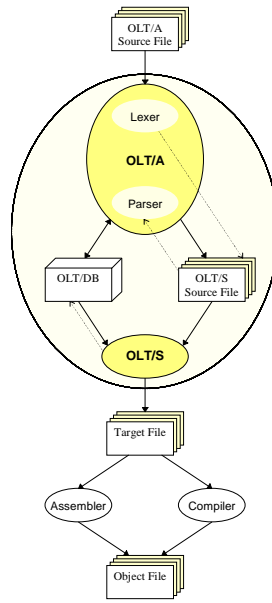 OLT/A
Source File
Lexer
OLT/A
Parser
OLT/DB
OLT/S
Source File
OLT/S
Target File
Assembler
Compiler
Object File